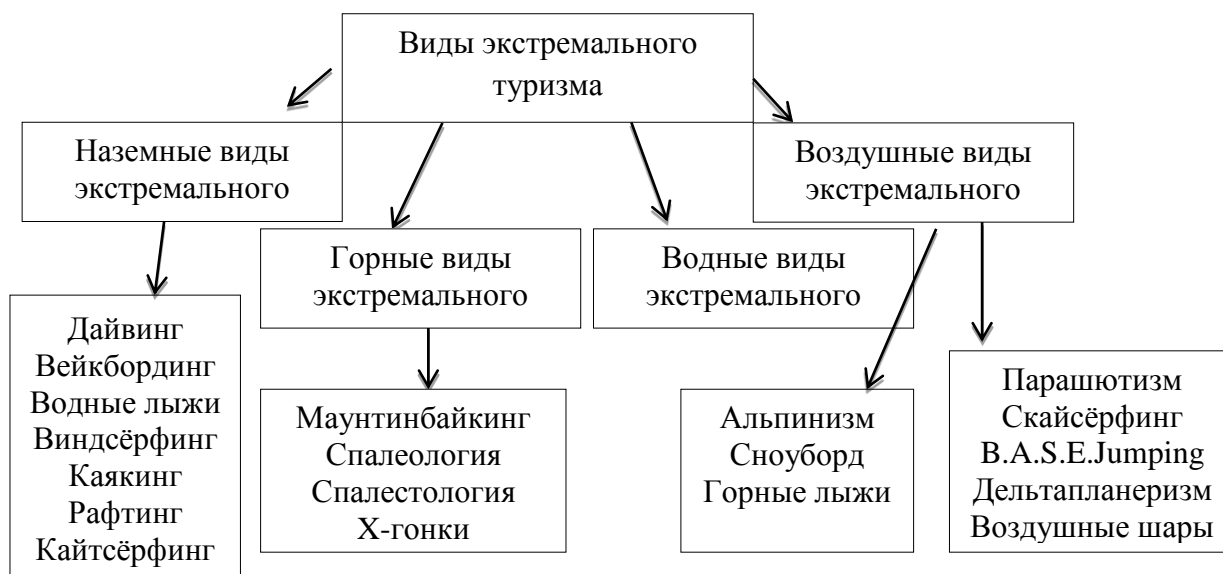 Виды экстремального
туризма
Наземные виды
экстремального
Воздушные виды
экстремального
Горные виды
экстремального
Водные виды
экстремального
Дайвинг
Вейкбординг
Водные лыжи
Виндсёрфинг
Каякинг
Рафтинг
Кайтсёрфинг
Маунтинбайкинг
Спалеология
Спалестология
Х-гонки
Альпинизм
Сноуборд
Горные лыжи
Парашютизм
Скайсёрфинг
B.A.S.E.Jumping
Дельтапланеризм
Воздушные шары